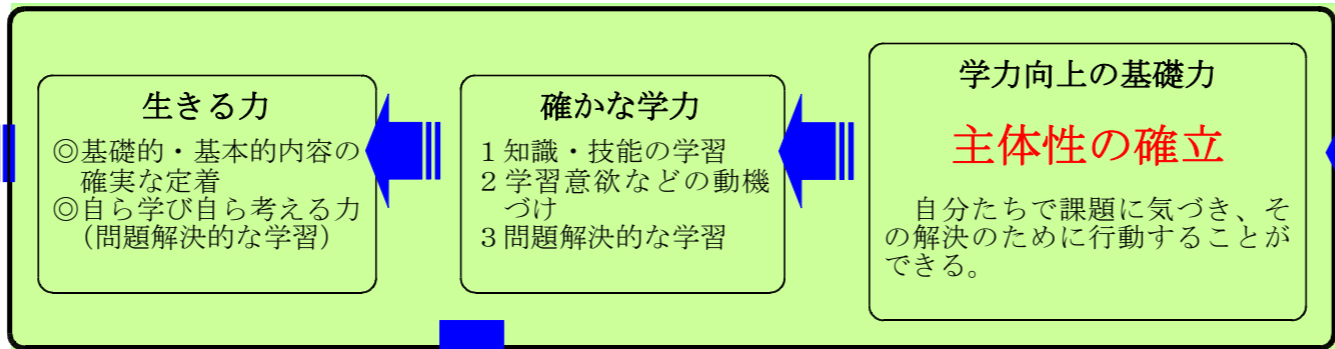 生きる力
◎基礎的・基本的内容の
確実な定着
◎自ら学び自ら考える力
（問題解決的な学習）
確かな学力
１知識・技能の学習
２学習意欲などの動機
づけ
３問題解決的な学習
学力向上の基礎力
主体性の確立
自分たちで課題に気づき、そ
の解決のために行動することが
できる。